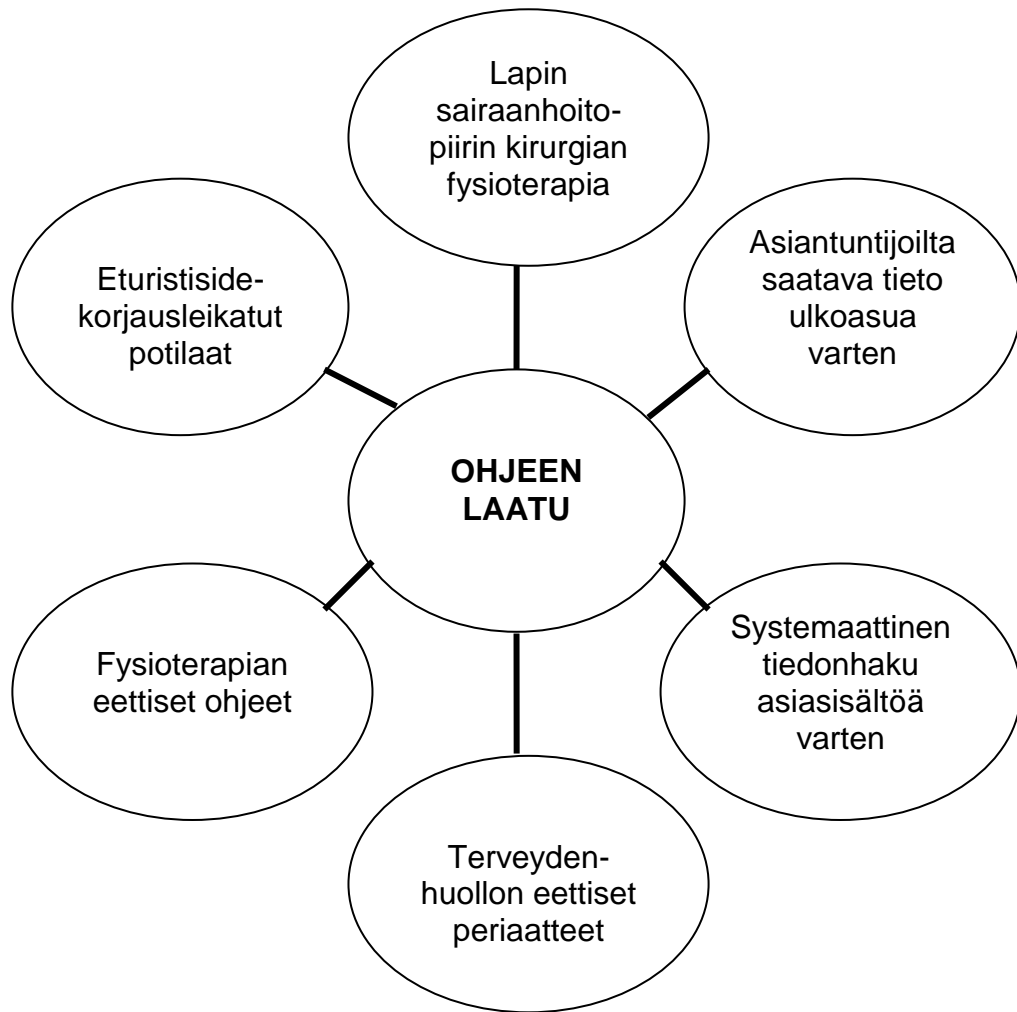 Lapin
sairaanhoito-
piirin kirurgian
fysioterapia
Eturistiside-
korjausleikatut
potilaat
Asiantuntijoilta
saatava tieto
ulkoasua
varten
OHJEEN
LAATU
Fysioterapian
eettiset ohjeet
Systemaattinen
tiedonhaku
asiasisältöä
varten
Terveyden-
huollon eettiset
periaatteet